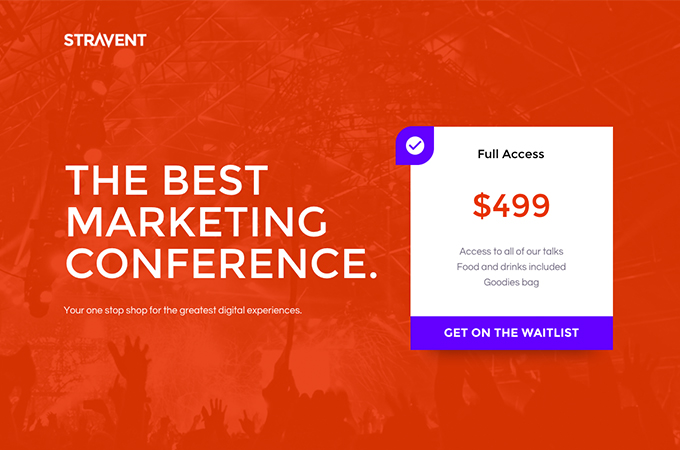 STRAVENT
THE BEST
MARKETING
CONFERENCE.
Your one stop shop for the greatest digital experiences.
Full Access
$499
Access to all of our talks
Food and drinks included
Goodies bag
GET ON THE WAITLIST